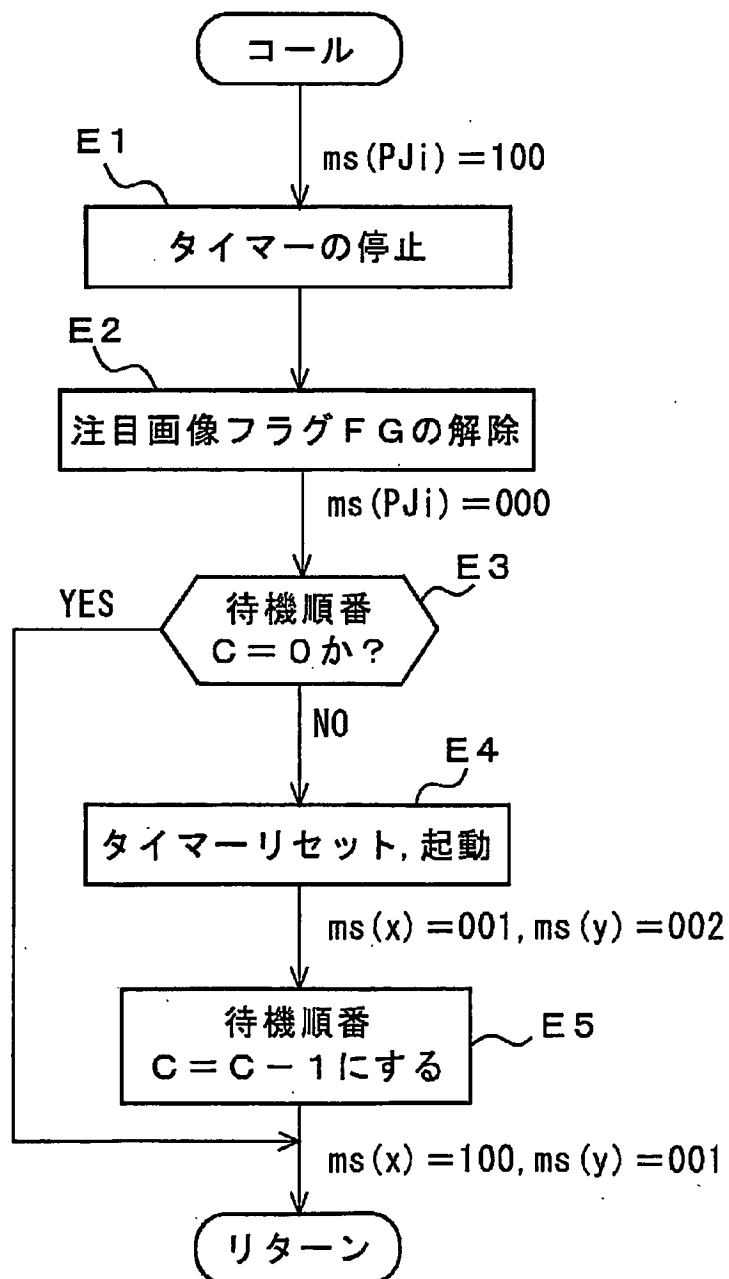 コール
E1
ms(PJi)=100
タイマーの停止
E2
注目画像フラグFGの解除
ms(PJi)=000
E3
YES
待機順番
C=0か?
NO
E4
タイマーリセット,起動
ms(x)=001,ms(y)=002
待機順番
C=C-1にする
E5
ms(x)=100,ms(y)=001
リターン